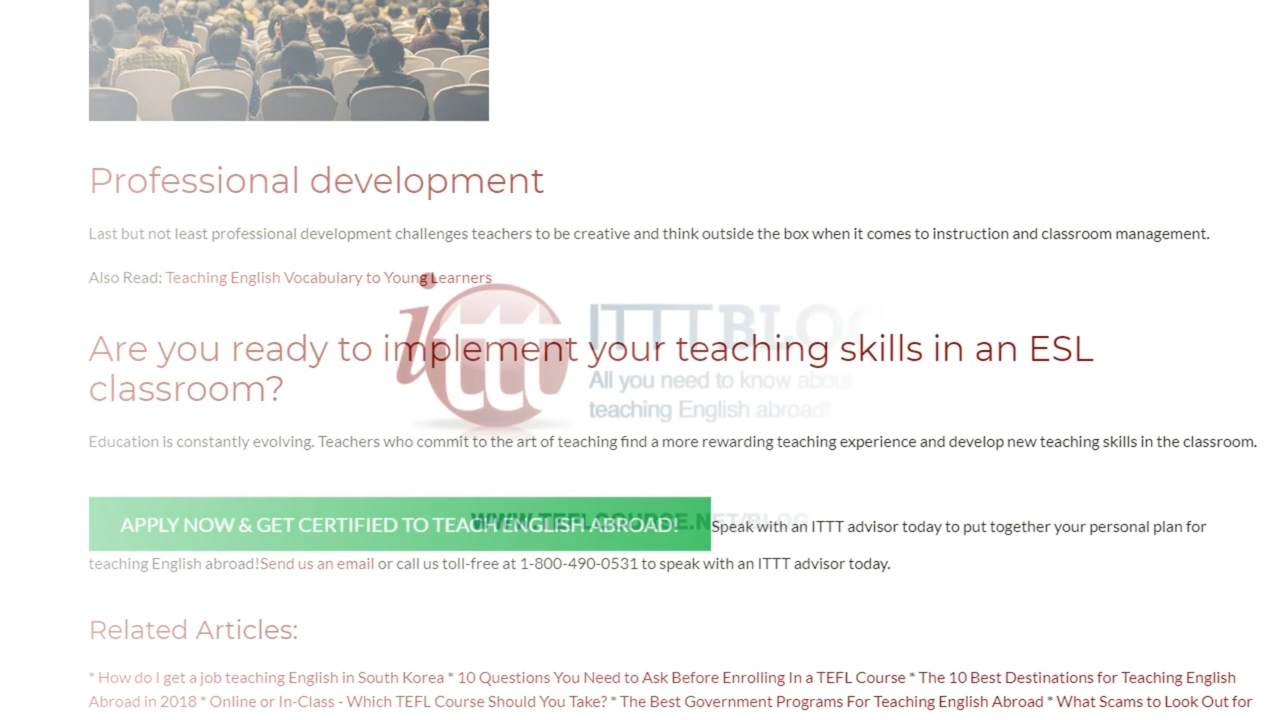 Professional development
Last but not least professional development challenges teachers to be creative and think outside the box when it comes to instruction and classroom management.
Also Read: Teaching English Vocabulary to Young Learners
ittt
ITTT BLOG
Are you ready to implement your teaching skills in an ESL
classroom?
All you need to know about
teaching English abroad!
Education is constantly evolving. Teachers who commit to the art of teaching find a more rewarding teaching experience and develop new teaching skills in the classroom.
WWW.TEFLCOURSE.NET/BLOG
APPLY NOW & GET CERTIFIED TO TEACH ENGLISH ABROAD! Speak with an ITTT advisor today to put together your personal plan for
teaching English abroad!Send us an email or call us toll-free at 1-800-490-0531 to speak with an ITTT advisor today.
Related Articles:
* How do I get a job teaching English in South Korea * 10 Questions You Need to Ask Before Enrolling In a TEFL Course * The 10 Best Destinations for Teaching English
Abroad in 2018 * Online or In-Class - Which TEFL Course Should You Take? * The Best Government Programs For Teaching English Abroad * What Scams to Look Out for